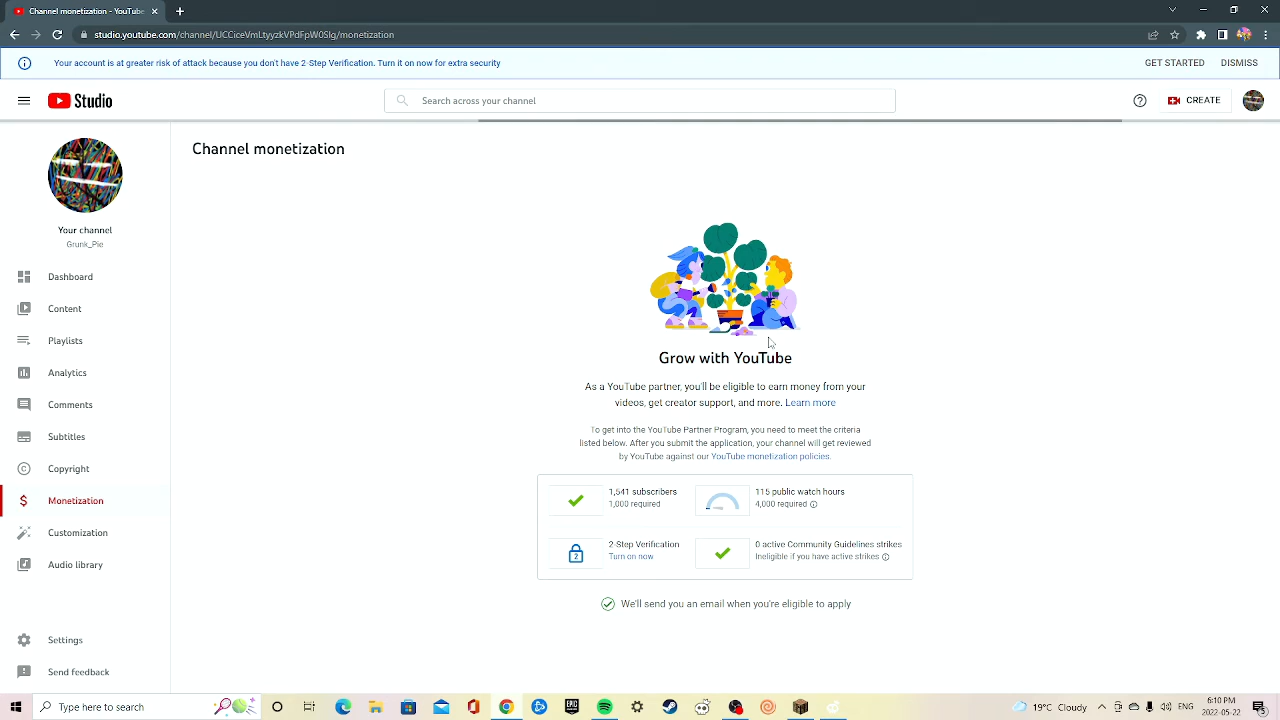 Channel monetization - YouTube
studio.youtube.com/channel/UCCiceVmLtyyzkVPdFpW0Slg/monetization
Your account is at greater risk of attack because you don't have 2-Step Verification. Turn it on now for extra security
GET STARTED
DISMISS
Studio
Search across your channel
CREATE
Channel monetization
Your channel
Grunk_Pie
Dashboard
Content
Playlists
Analytics
Comments
Subtitles
Copyright
Monetization
Customization
Audio library
Settings
Send feedback
Grow with YouTube
As a YouTube partner, you'll be eligible to earn money from your
videos, get creator support, and more. Learn more
To get into the YouTube Partner Program, you need to meet the criteria
listed below. After you submit the application, your channel will get reviewed
by YouTube against our YouTube monetization policies.
1,541 subscribers
1,000 required
115 public watch hours
4,000 required
2-Step Verification
Turn on now
0 active Community Guidelines strikes
Ineligible if you have active strikes
We'll send you an email when you're eligible to apply
Type here to search
EPIC
19°C Cloudy
6:10 PM
2022-05-22